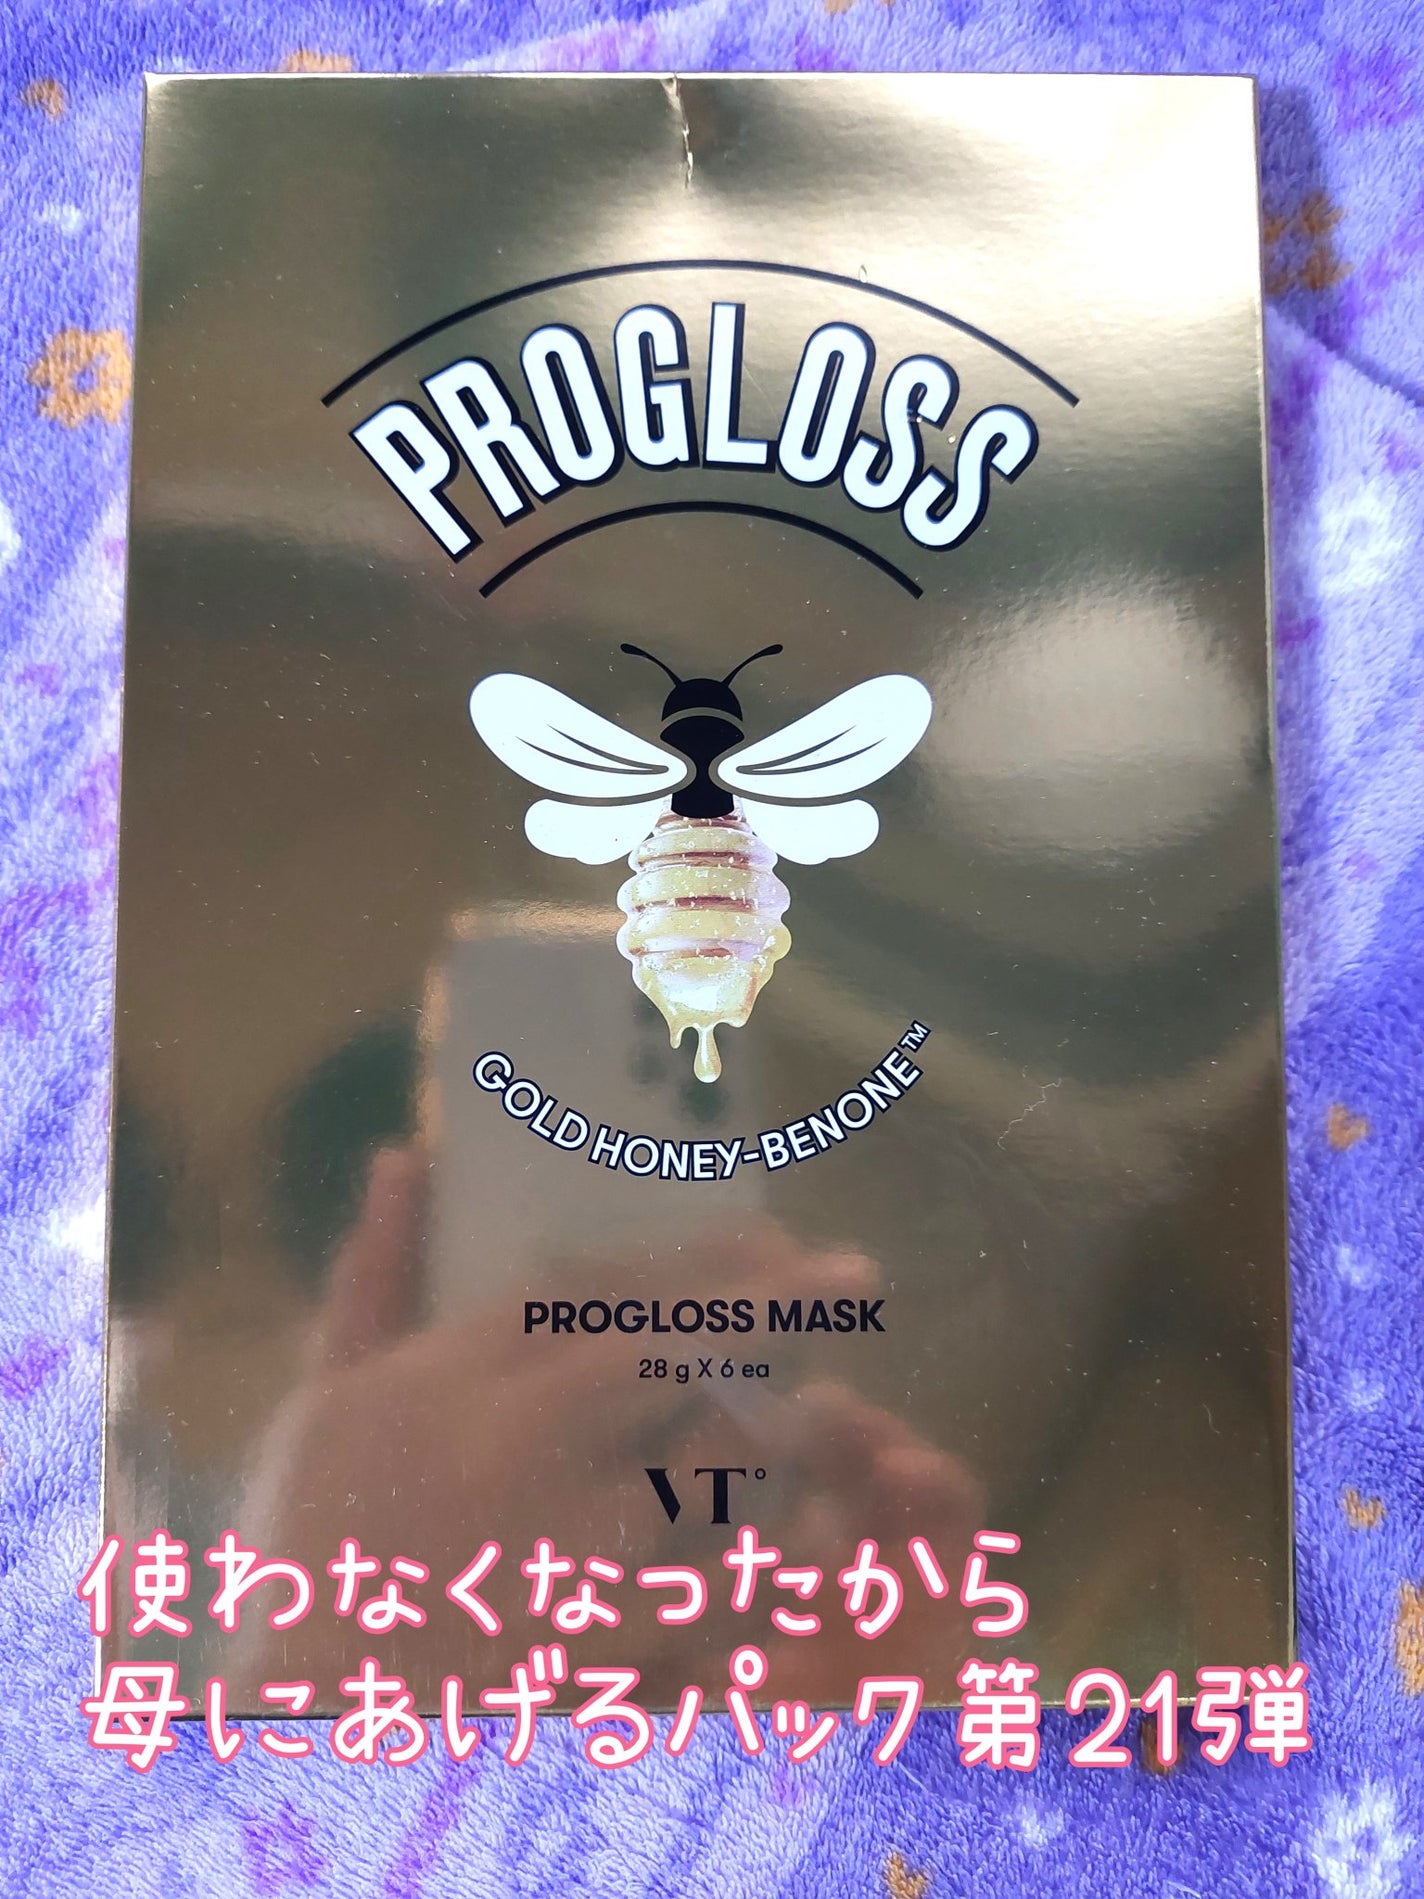 PROGLOSS
GOLD HONEY-BENONE™
PROGLOSS MASK
28 g X 6 ea
VT°
使わなくなったから
母にあげるパック第21弾